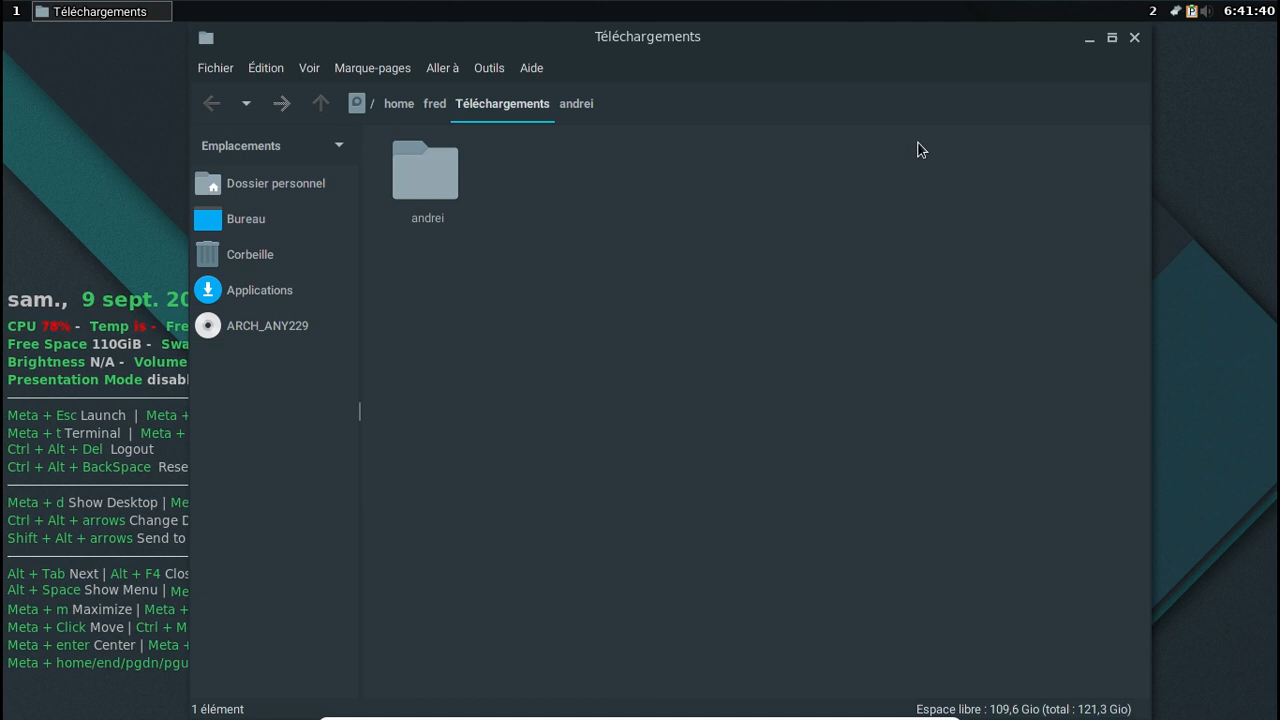 1 Téléchargements 2 6:41:40
Téléchargements
Fichier Édition Voir Marque-pages Aller à Outils Aide
/ home fred Téléchargements andrei
Emplacements
Dossier personnel
Bureau
Corbeille
Applications
ARCH_ANY229
andrei
sam., 9 sept. 20
CPU 78% - Temp is - Fre
Free Space 110GiB - Swa
Brightness N/A - Volume
Presentation Mode disabl
Meta + Esc Launch | Meta +
Meta + t Terminal | Meta +
Ctrl + Alt + Del Logout
Ctrl + Alt + BackSpace Rese
Meta + d Show Desktop | Me
Ctrl + Alt + arrows Change D
Shift + Alt + arrows Send to
Alt + Tab Next | Alt + F4 Clos
Alt + Space Show Menu | Me
Meta + m Maximize | Meta +
Meta + Click Move | Ctrl + M
Meta + enter Center | Meta +
Meta + home/end/pgdn/pgu
1 élément
Espace libre : 109,6 Gio (total : 121,3 Gio)